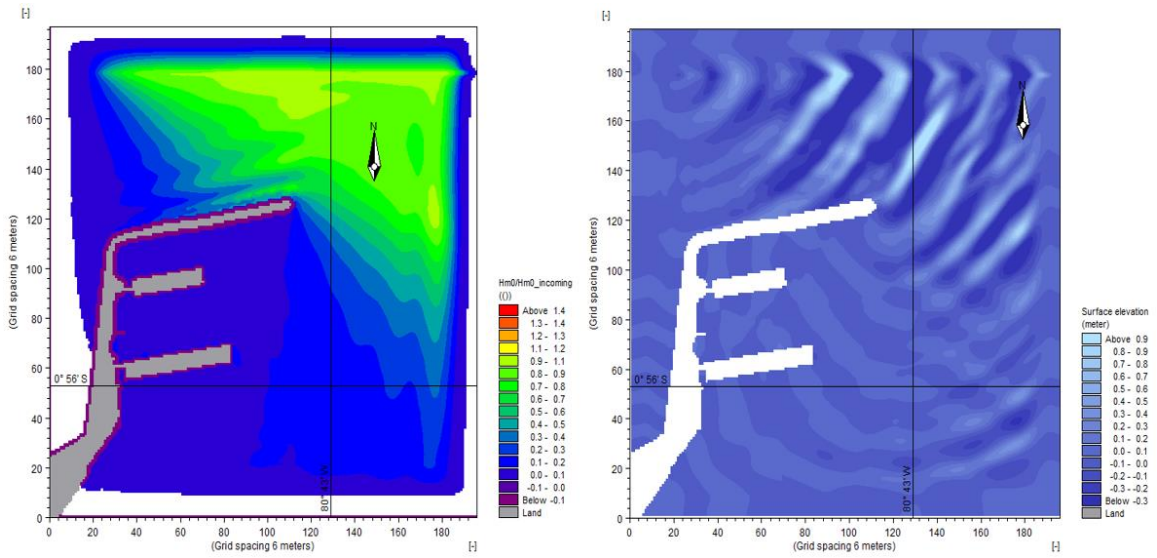 [-]
180
160
140
120
100
80
60
40
20
0
(Grid spacing 6 meters)
N
0° 56' S
80° 43'W
0 20 40 60 80 100 120 140 160 180
(Grid spacing 6 meters) [-]
Hm0/Hm0_incoming
(())
Above 1.4
1.3 - 1.4
1.2 - 1.3
1.1 - 1.2
0.9 - 1.1
0.8 - 0.9
0.7 - 0.8
0.6 - 0.7
0.5 - 0.6
0.4 - 0.5
0.3 - 0.4
0.2 - 0.3
0.1 - 0.2
0.0 - 0.1
-0.1 - 0.0
Below -0.1
Land
[-]
180
160
140
120
100
80
60
40
20
0
(Grid spacing 6 meters)
N
0° 56' S
80° 43'W
0 20 40 60 80 100 120 140 160 180
(Grid spacing 6 meters) [-]
Surface elevation
(meter)
Above 0.9
0.8 - 0.9
0.7 - 0.8
0.6 - 0.7
0.5 - 0.6
0.4 - 0.5
0.3 - 0.4
0.2 - 0.3
0.1 - 0.2
0.0 - 0.1
-0.1 - 0.0
-0.2 - -0.1
-0.3 - -0.2
Below -0.3
Land